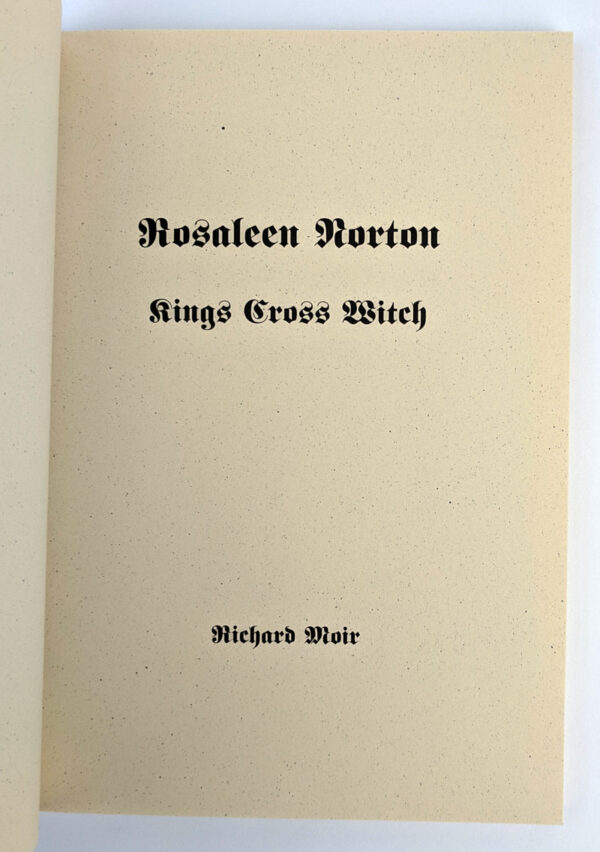 Rosaleen Norton
Kings Cross Witch
Richard Moir